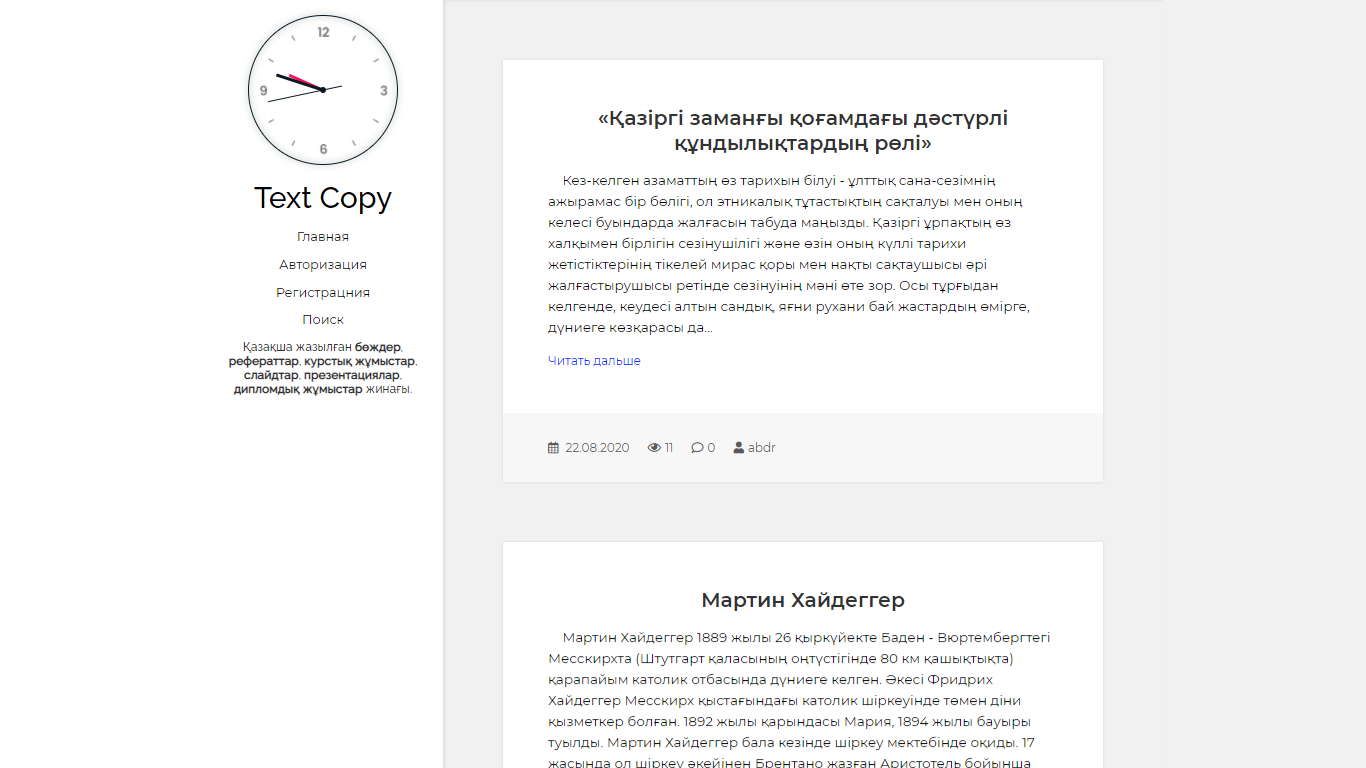 12
9
3
6
Text Copy
Главная
Авторизация
Регистрацния
Поиск
Қазақша жазылған бөждер,
рефераттар, курстық жұмыстар,
слайдтар, презентациялар,
дипломдық жұмыстар жинағы.
«Қазіргі заманғы қоғамдағы дәстүрлі
құндылықтардың рөлі»
Кез-келген азаматтың өз тарихын білуі - ұлттық сана-сезімнің
ажырамас бір бөлігі, ол этникалық тұтастықтың сақталуы мен оның
келесі буындарда жалғасын табуда маңызды. Қазіргі ұрпақтың өз
халқымен бірлігін сезінушілігі және өзін оның күллі тарихи
жетістіктерінің тікелей мирас қоры мен нақты сақтаушысы әрі
жалғастырушысы ретінде сезінуінің мәні өте зор. Осы тұрғыдан
келгенде, кеудесі алтын сандық, яғни рухани бай жастардың өмірге,
дүниеге көзқарасы да...
Читать дальше
22.08.2020 11 0 abdr
Мартин Хайдеггер
Мартин Хайдеггер 1889 жылы 26 қыркүйекте Баден - Вюртембергтегі
Месскирхта (Штутгарт қаласының оңтүстігінде 80 км қашықтықта)
қарапайым католик отбасында дүниеге келген. Әкесі Фридрих
Хайдеггер Месскирх қыстағындағы католик шіркеуінде төмен діни
қызметкер болған. 1892 жылы қарындасы Мария, 1894 жылы бауыры
туылды. Мартин Хайдеггер бала кезінде шіркеу мектебінде оқиды. 17
жасында ол шіркеу әкейінен Брентано жазған Аристотель бойынша